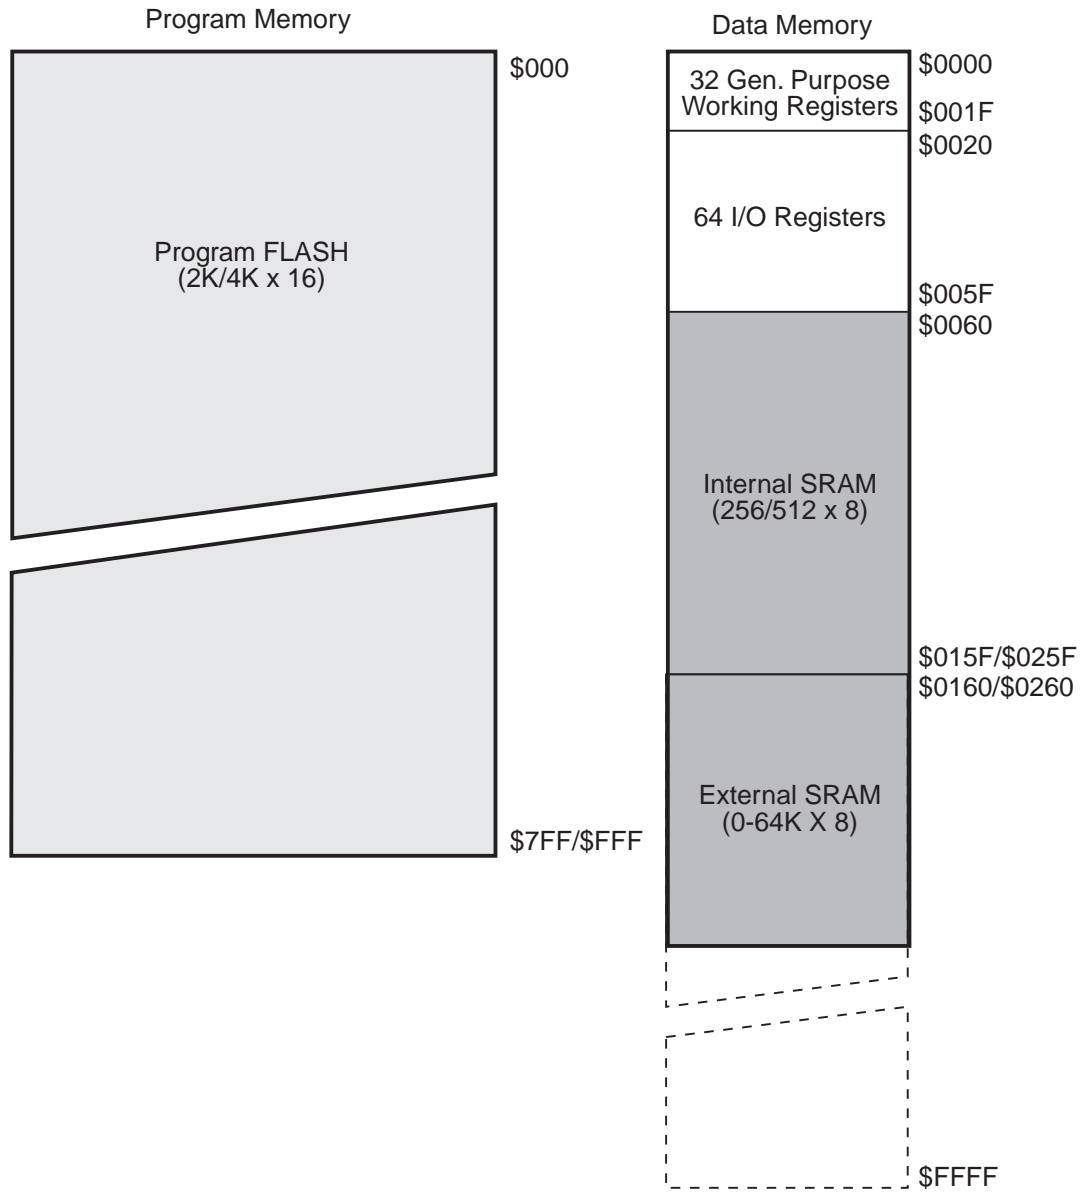 Program Memory
$000
Program FLASH
(2K/4K x 16)
$7FF/$FFF
Data Memory
32 Gen. Purpose
Working Registers
$0000
$001F
$0020
64 I/O Registers
$005F
$0060
Internal SRAM
(256/512 x 8)
$015F/$025F
$0160/$0260
External SRAM
(0-64K X 8)
$FFFF